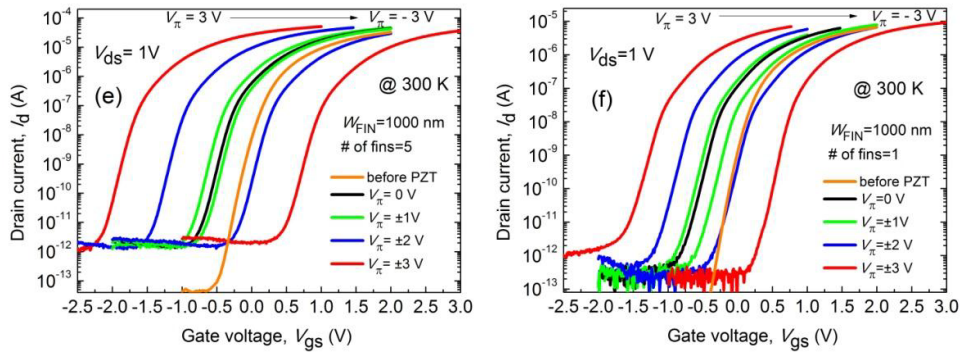 Vπ = 3 V Vπ = - 3 V
Vds= 1V
(e)
@ 300 K
WFIN=1000 nm
# of fins=5
before PZT
Vπ= 0 V
Vπ= ±1V
Vπ= ±2 V
Vπ= ±3 V
Drain current, Id (A)
10⁻⁴
10⁻⁵
10⁻⁶
10⁻⁷
10⁻⁸
10⁻⁹
10⁻¹⁰
10⁻¹¹
10⁻¹²
10⁻¹³
-2.5 -2.0 -1.5 -1.0 -0.5 0.0 0.5 1.0 1.5 2.0 2.5 3.0
Gate voltage, Vgs (V)
Vπ = 3 V Vπ = - 3 V
Vds=1 V
(f)
@ 300 K
WFIN=1000 nm
# of fins=1
before PZT
Vπ=0 V
Vπ= ±1V
Vπ= ±2 V
Vπ= ±3 V
Drain current, Id (A)
10⁻⁵
10⁻⁶
10⁻⁷
10⁻⁸
10⁻⁹
10⁻¹⁰
10⁻¹¹
10⁻¹²
10⁻¹³
-2.5 -2.0 -1.5 -1.0 -0.5 0.0 0.5 1.0 1.5 2.0 2.5 3.0
Gate voltage, Vgs (V)